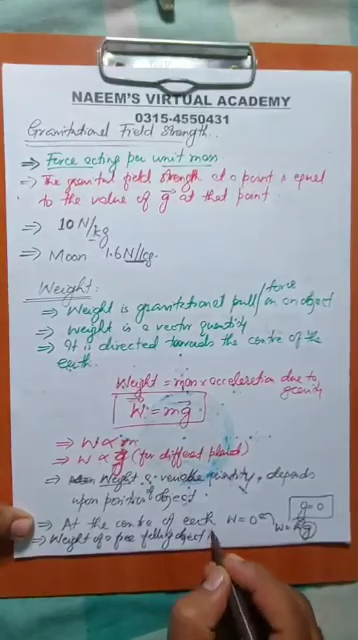 NAEEM'S VIRTUAL ACADEMY
0315-4550431
Gravitational Field Strength.
⇒ Force acting per unit mass
⇒ The gravital field strength at a point is equal
to the value of g⃗ at that point.
⇒ 10 N/kg
⇒ Moon 1.6 N/kg.
Weight:
⇒ Weight is gravitational pull/force on an object
⇒ Weight is a vector quantity
⇒ It is directed towards the centre of the
earth.
Weight = mass x acceleration due to
gravity
W⃗ = mg⃗
⇒ W ∝ m
⇒ W ∝ g (for different planet)
⇒ Weight is variable quantity, depends
upon position of object.
g = 0
⇒ At the centre of earth W = 0
⇒ Weight of a free falling object